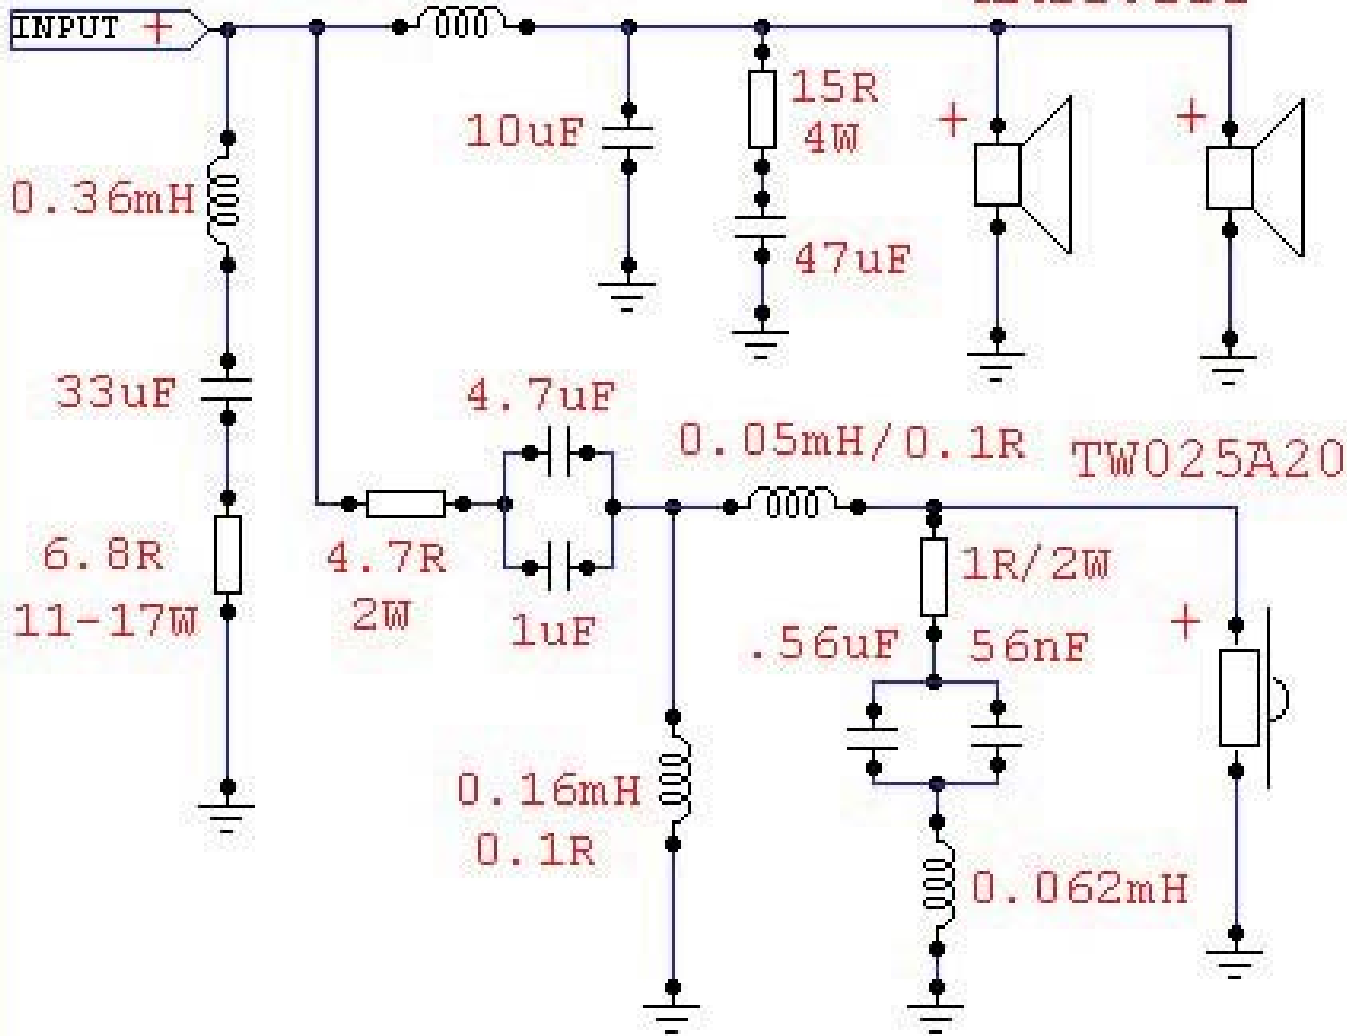 INPUT +
10uF
15R
4W
+
+
0.36mH
47uF
33uF
4.7uF
0.05mH/0.1R
TW025A20
6.8R
11-17W
4.7R
2W
1uF
1R/2W
.56uF
56nF
+
0.16mH
0.1R
0.062mH